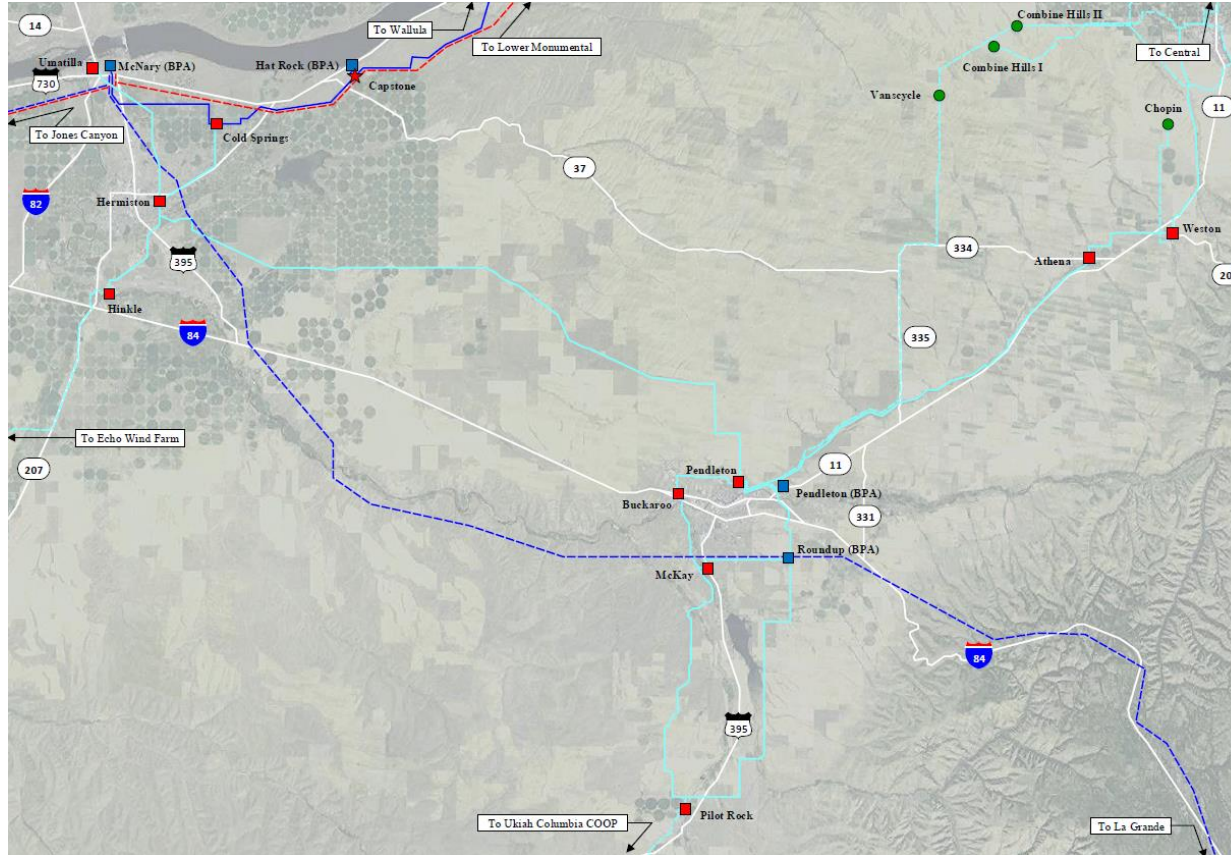 14
To Wallula
To Lower Monumental
Combine Hills II
To Central
Combine Hills I
Umatilla
McNary (BPA)
Hat Rock (BPA)
Capstone
730
Vanscycle
Chopin
11
To Jones Canyon
Cold Springs
37
82
Hermiston
Weston
334
Athena
20
395
Hinkle
84
335
To Echo Wind Farm
207
11
Pendleton
Pendleton (BPA)
Buckaroo
331
Roundup (BPA)
McKay
84
395
Pilot Rock
To Ukiah Columbia COOP
To La Grande